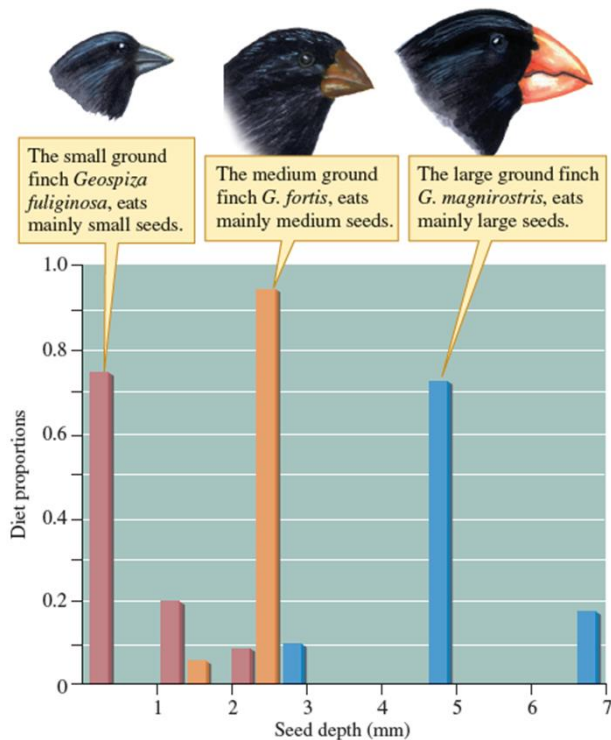 The small ground
finch Geospiza
fuliginosa, eats
mainly small seeds.
The medium ground
finch G. fortis, eats
mainly medium seeds.
The large ground finch
G. magnirostris, eats
mainly large seeds.
1.0
0.8
0.6
0.4
0.2
0
Diet proportions
1 2 3 4 5 6 7
Seed depth (mm)